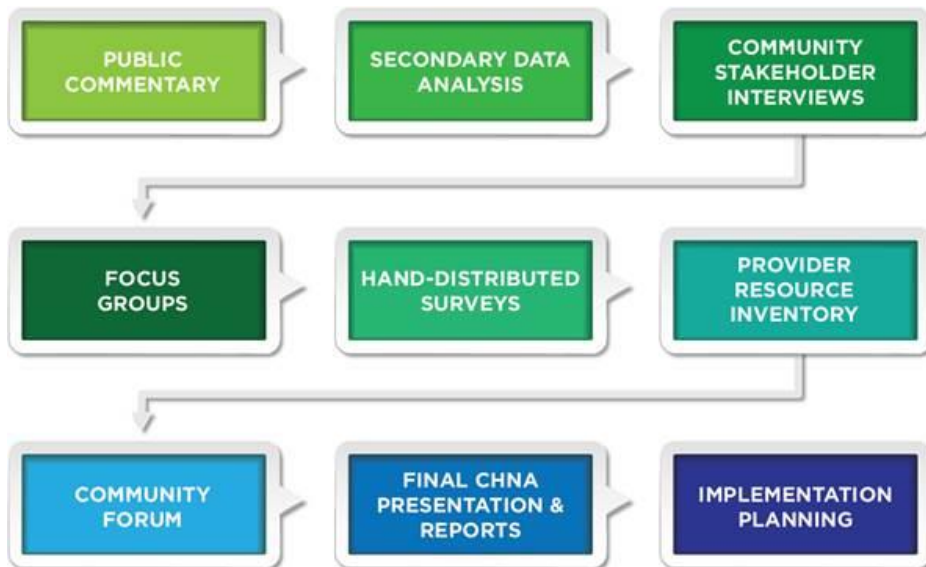 PUBLIC
COMMENTARY
SECONDARY DATA
ANALYSIS
COMMUNITY
STAKEHOLDER
INTERVIEWS
FOCUS
GROUPS
HAND-DISTRIBUTED
SURVEYS
PROVIDER
RESOURCE
INVENTORY
COMMUNITY
FORUM
FINAL CHNA
PRESENTATION &
REPORTS
IMPLEMENTATION
PLANNING